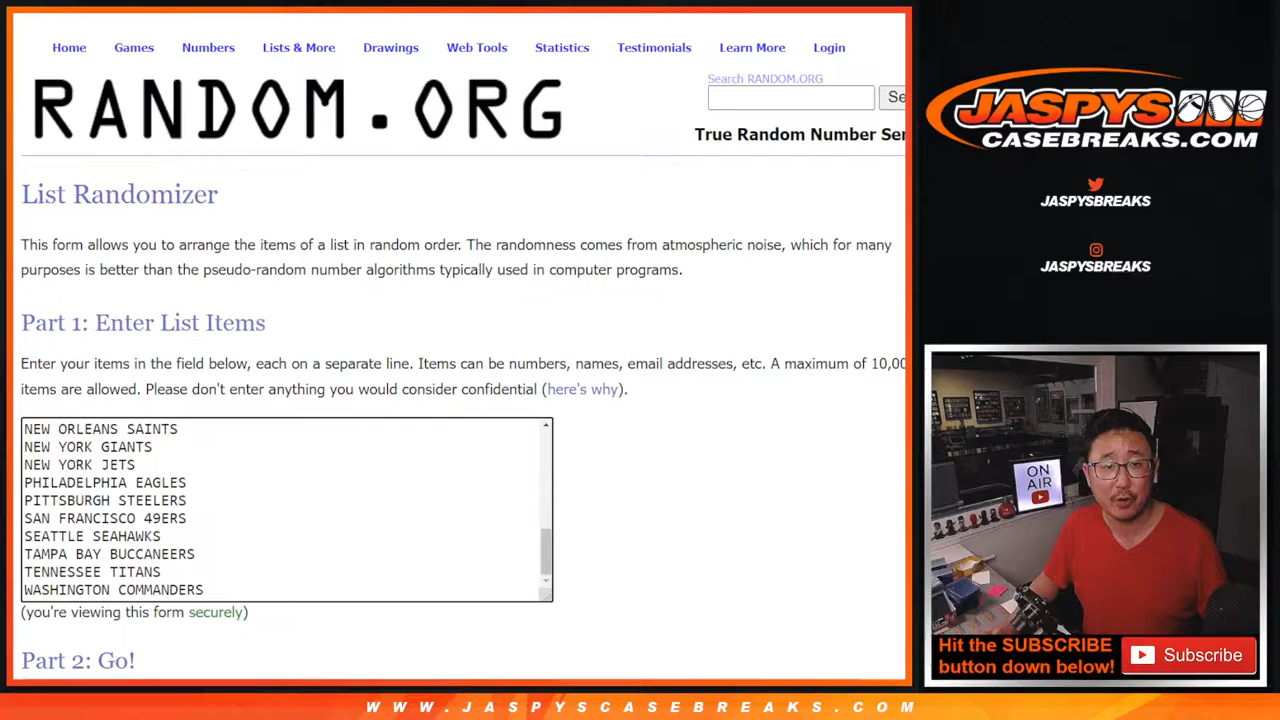 Home Games Numbers Lists & More Drawings Web Tools Statistics Testimonials Learn More Login
RANDOM.ORG
Search RANDOM.ORG
Se
True Random Number Ser
List Randomizer
This form allows you to arrange the items of a list in random order. The randomness comes from atmospheric noise, which for many
purposes is better than the pseudo-random number algorithms typically used in computer programs.
Part 1: Enter List Items
Enter your items in the field below, each on a separate line. Items can be numbers, names, email addresses, etc. A maximum of 10,00
items are allowed. Please don't enter anything you would consider confidential (here's why).
NEW ORLEANS SAINTS
NEW YORK GIANTS
NEW YORK JETS
PHILADELPHIA EAGLES
PITTSBURGH STEELERS
SAN FRANCISCO 49ERS
SEATTLE SEAHAWKS
TAMPA BAY BUCCANEERS
TENNESSEE TITANS
WASHINGTON COMMANDERS
(you're viewing this form securely)
Part 2: Go!
JASPYS
CASEBREAKS.COM
JASPYSBREAKS
JASPYSBREAKS
ON
AIR
Hit the SUBSCRIBE
button down below!
Subscribe
WWW.JASPYSCASEBREAKS.COM